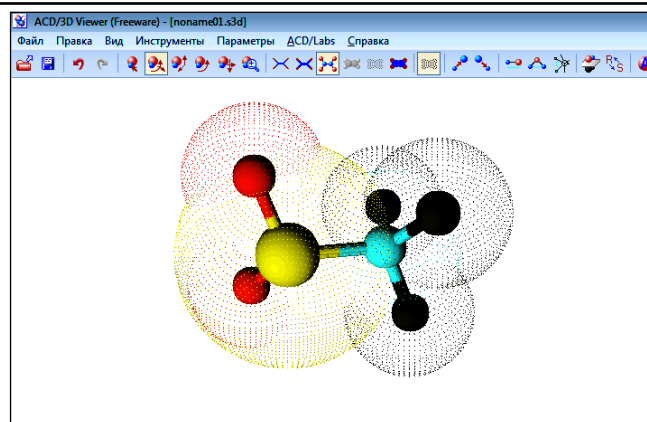 ACD/3D Viewer (Freeware) - [noname01.s3d]
Файл Правка Вид Инструменты Параметры ACD/Labs Справка
R S